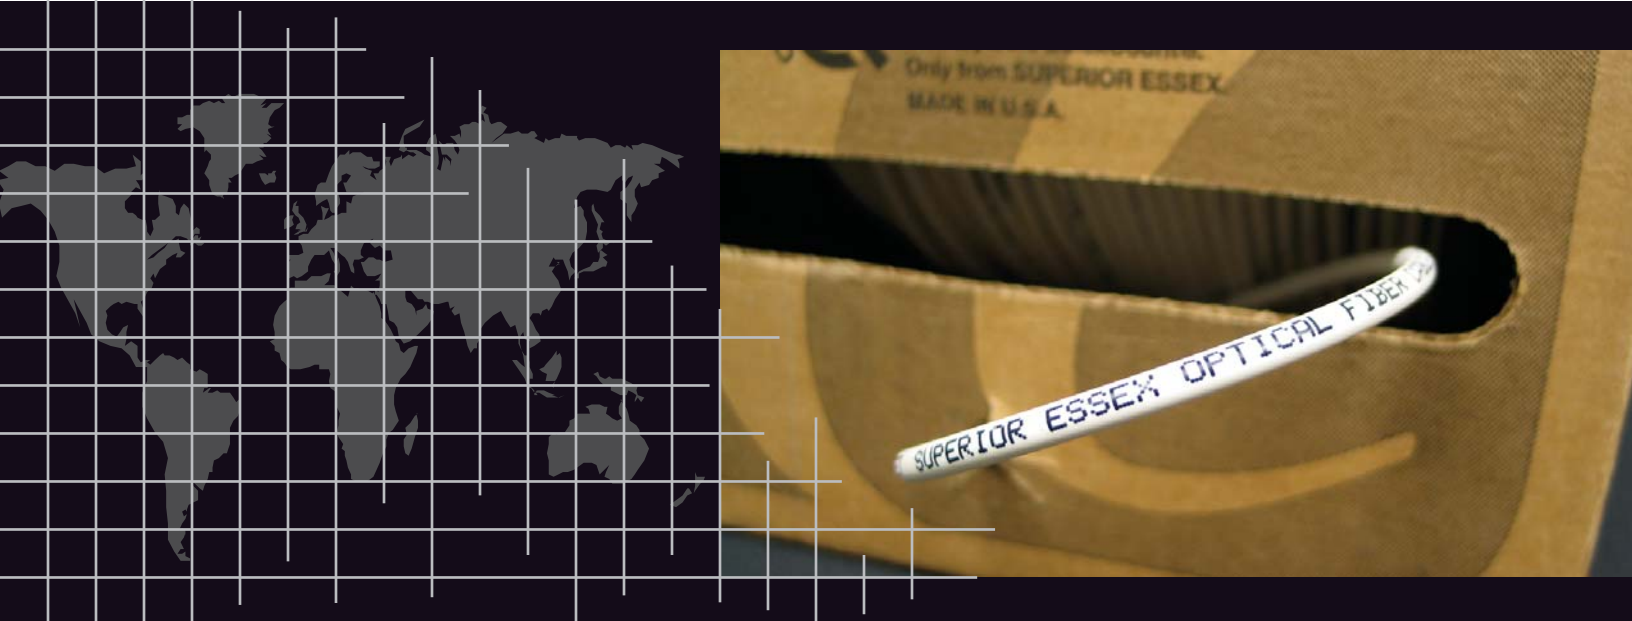 Only from SUPERIOR ESSEX.
MADE IN U.S.A.
SUPERIOR ESSEX OPTICAL FIBER